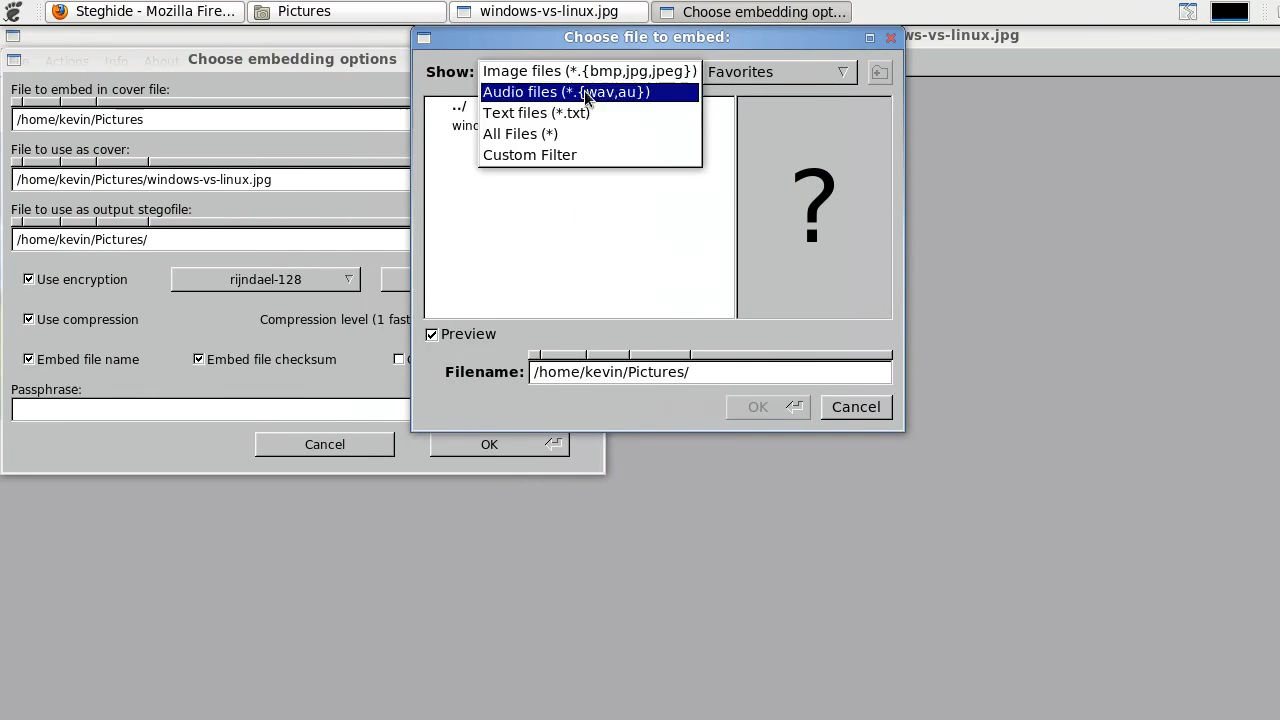 Steghide - Mozilla Fire...
Pictures
windows-vs-linux.jpg
Choose embedding opt...
ws-vs-linux.jpg
Actions Info About
Choose embedding options
File to embed in cover file:
/home/kevin/Pictures
File to use as cover:
/home/kevin/Pictures/windows-vs-linux.jpg
File to use as output stegofile:
/home/kevin/Pictures/
Use encryption
rijndael-128
Use compression
Compression level (1 fast
Embed file name
Embed file checksum
Passphrase:
Cancel
OK
Choose file to embed:
Show:
Image files (*.{bmp,jpg,jpeg})
Favorites
Audio files (*.{wav,au})
Text files (*.txt)
All Files (*)
Custom Filter
../
wind
?
Preview
Filename:
/home/kevin/Pictures/
OK
Cancel